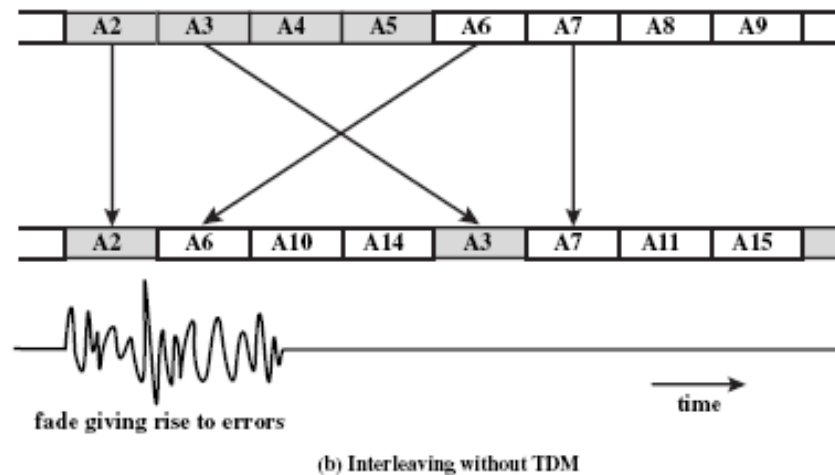 A2 A3 A4 A5 A6 A7 A8 A9
A2 A6 A10 A14 A3 A7 A11 A15
time
fade giving rise to errors
(b) Interleaving without TDM